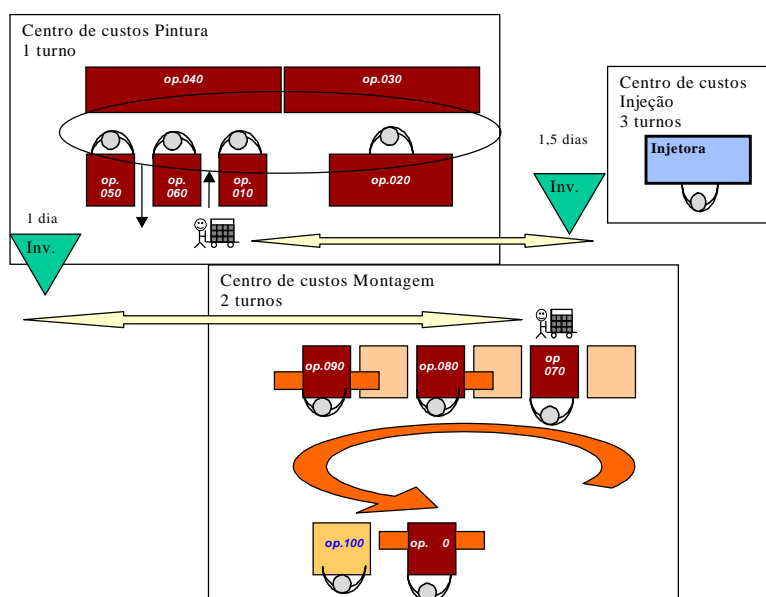 Centro de custos Pintura
1 turno
op.040
op.030
op.
050
op.
060
op.
010
op.020
1 dia
Inv.
1,5 dias
Inv.
Centro de custos
Injeção
3 turnos
Injetora
Centro de custos Montagem
2 turnos
op.090
op.080
op
070
op.100
op. 0